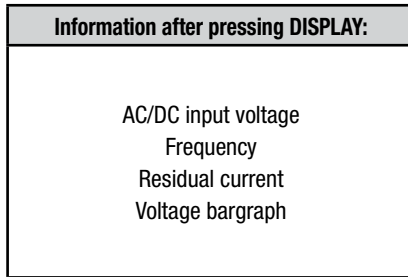 Information after pressing DISPLAY:
AC/DC input voltage
Frequency
Residual current
Voltage bargraph